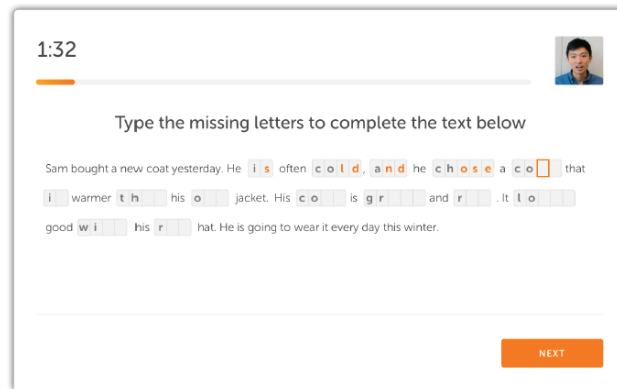 1:32
Type the missing letters to complete the text below
Sam bought a new coat yesterday. He is often cold, and he chose a co that
i warmer th his o jacket. His co is gr and r . It lo
good wi his r hat. He is going to wear it every day this winter.
NEXT